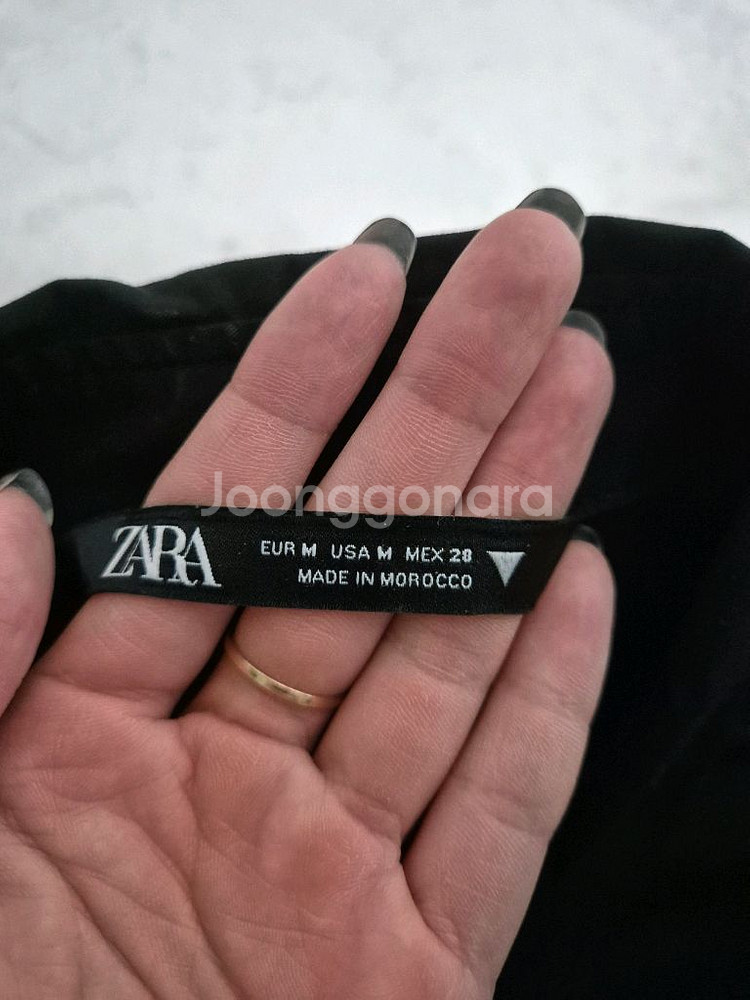 Joonggonara
ZARA
EUR M USA M MEX 28
MADE IN MOROCCO